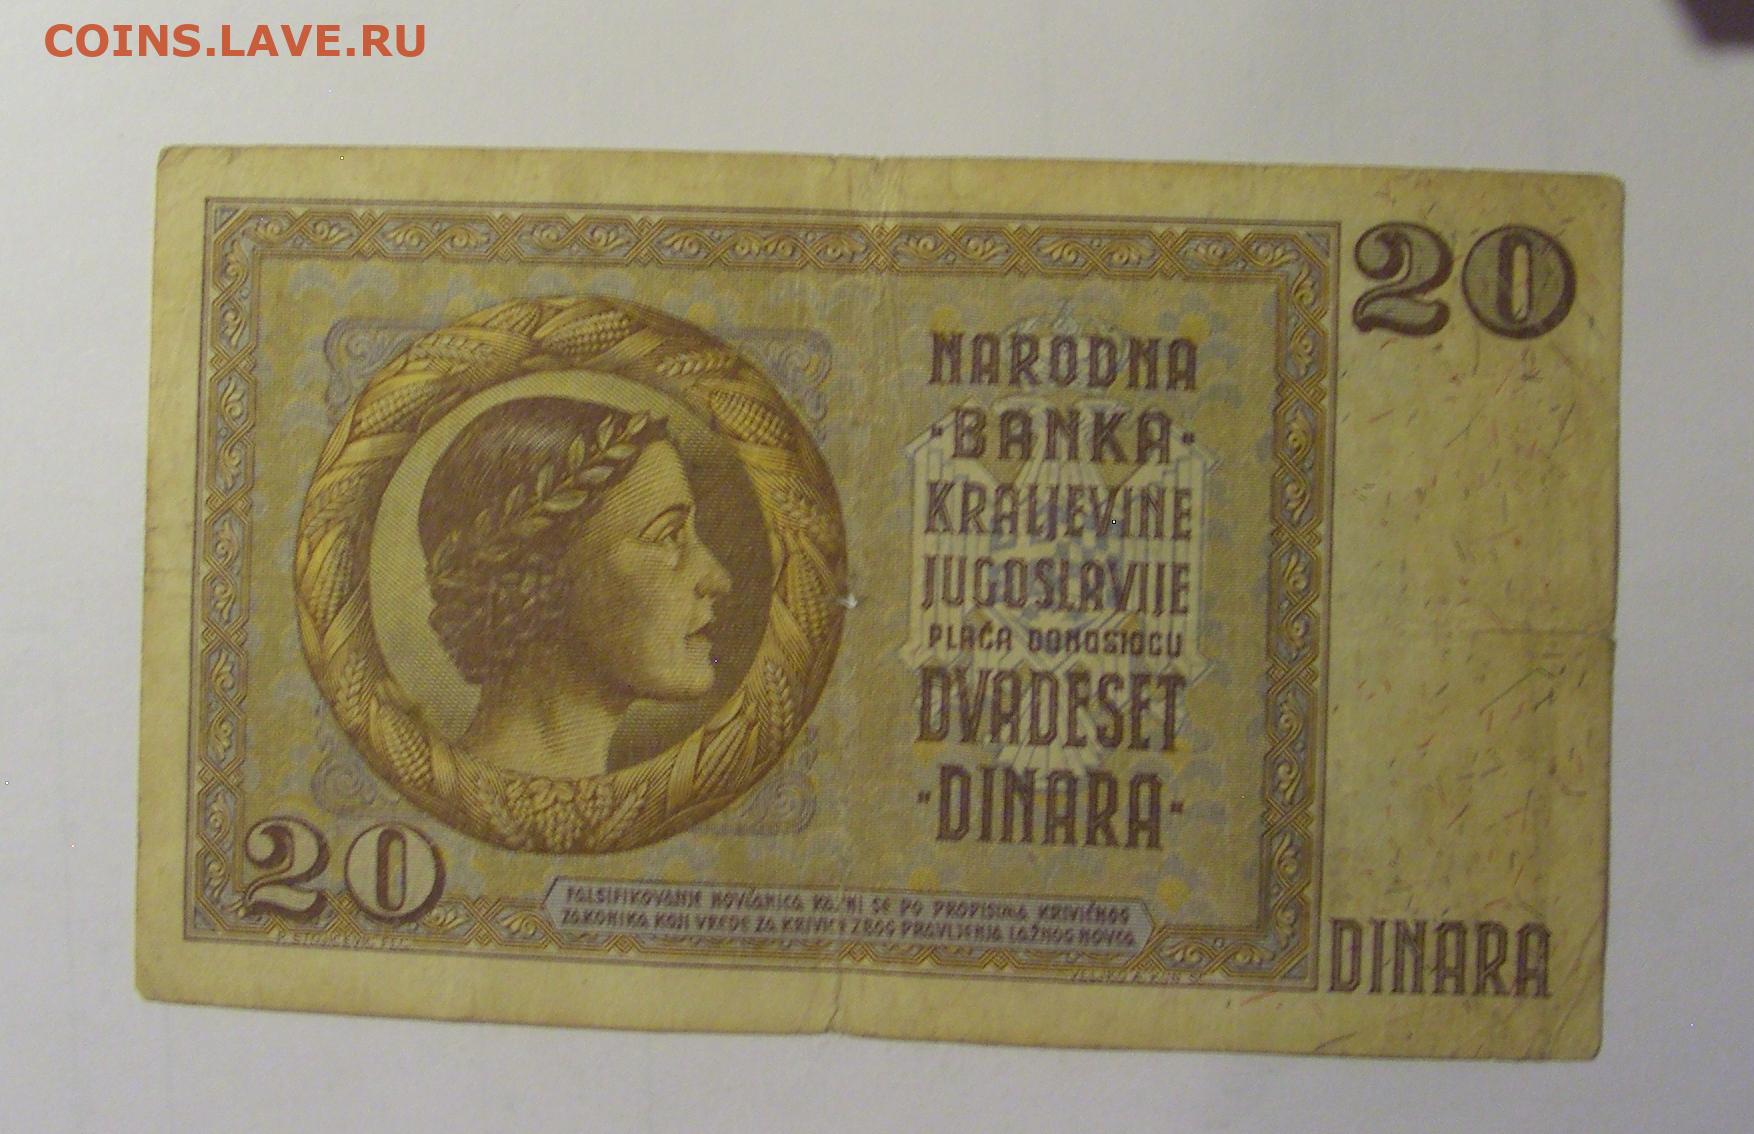 COINS.LAVE.RU
20
NARODNA
BANKA
KRALJEVINE
JUGOSLAVIJE
PLAĆA DONOSIOCU
DVADESET
DINARA
20
FALSIFIKOVANJE NOVČANICA KAZNI SE PO PROPISIMA KRIVIČNOG
ZAKONIKA KOJI VREDE ZA KRIVICE ZBOG PRAVLJENJA LAŽNOG NOVCA
DINARA